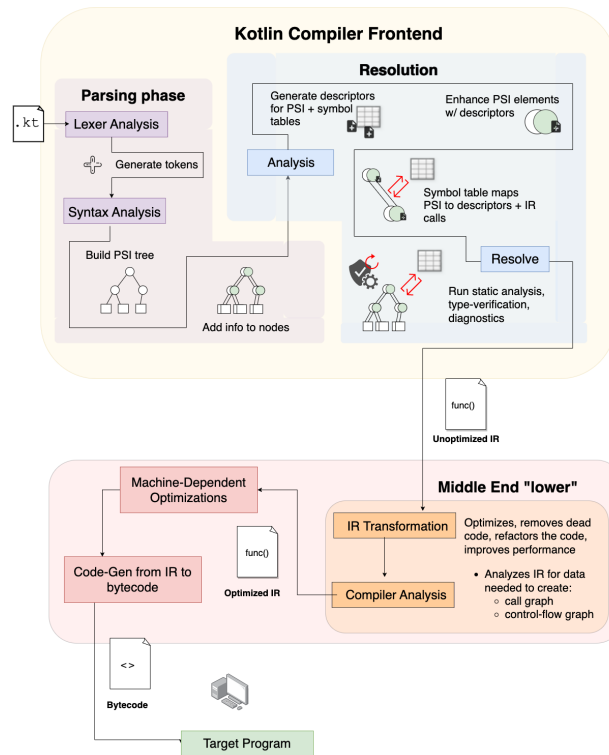 Kotlin Compiler Frontend
Parsing phase
Resolution
.kt
Lexer Analysis
Generate tokens
Syntax Analysis
Build PSI tree
Add info to nodes
Generate descriptors
for PSI + symbol
tables
Enhance PSI elements
w/ descriptors
Analysis
Symbol table maps
PSI to descriptors + IR
calls
Resolve
Run static analysis,
type-verification,
diagnostics
func()
Unoptimized IR
Middle End "lower"
Machine-Dependent
Optimizations
IR Transformation
Optimizes, removes dead
code, refactors the code,
improves performance
func()
Optimized IR
Code-Gen from IR to
bytecode
Compiler Analysis
• Analyzes IR for data
needed to create:
○ call graph
○ control-flow graph
< >
Bytecode
Target Program